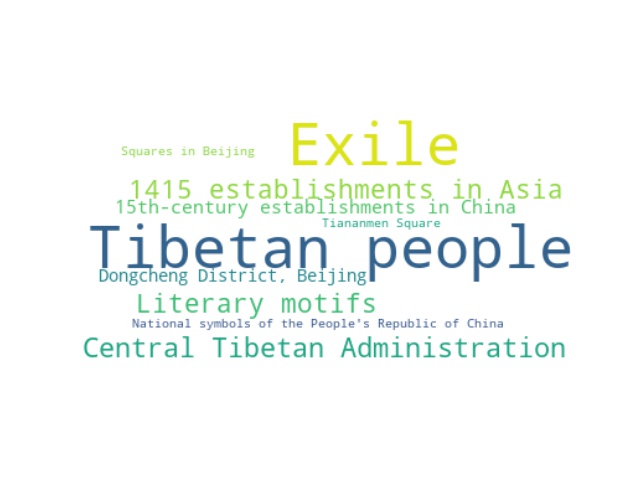 Exile
Squares in Beijing
1415 establishments in Asia
15th-century establishments in China
Tiananmen Square
Tibetan people
Dongcheng District, Beijing
Literary motifs
National symbols of the People's Republic of China
Central Tibetan Administration